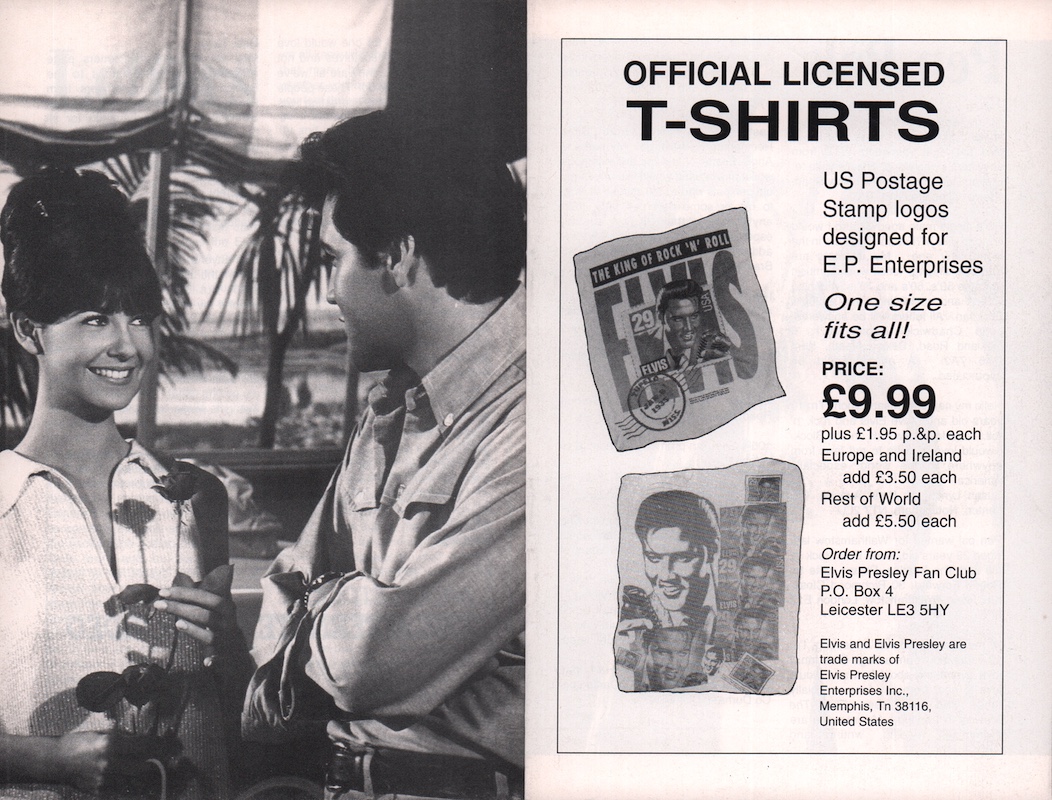 OFFICIAL LICENSED
T-SHIRTS
US Postage
Stamp logos
designed for
E.P. Enterprises
One size
fits all!
PRICE:
£9.99
plus £1.95 p.&p. each
Europe and Ireland
add £3.50 each
Rest of World
add £5.50 each
Order from:
Elvis Presley Fan Club
P.O. Box 4
Leicester LE3 5HY
Elvis and Elvis Presley are
trade marks of
Elvis Presley
Enterprises Inc.,
Memphis, Tn 38116,
United States
THE KING OF ROCK 'N' ROLL
ELVIS
29
USA
ELVIS
MISS
29
ELVIS